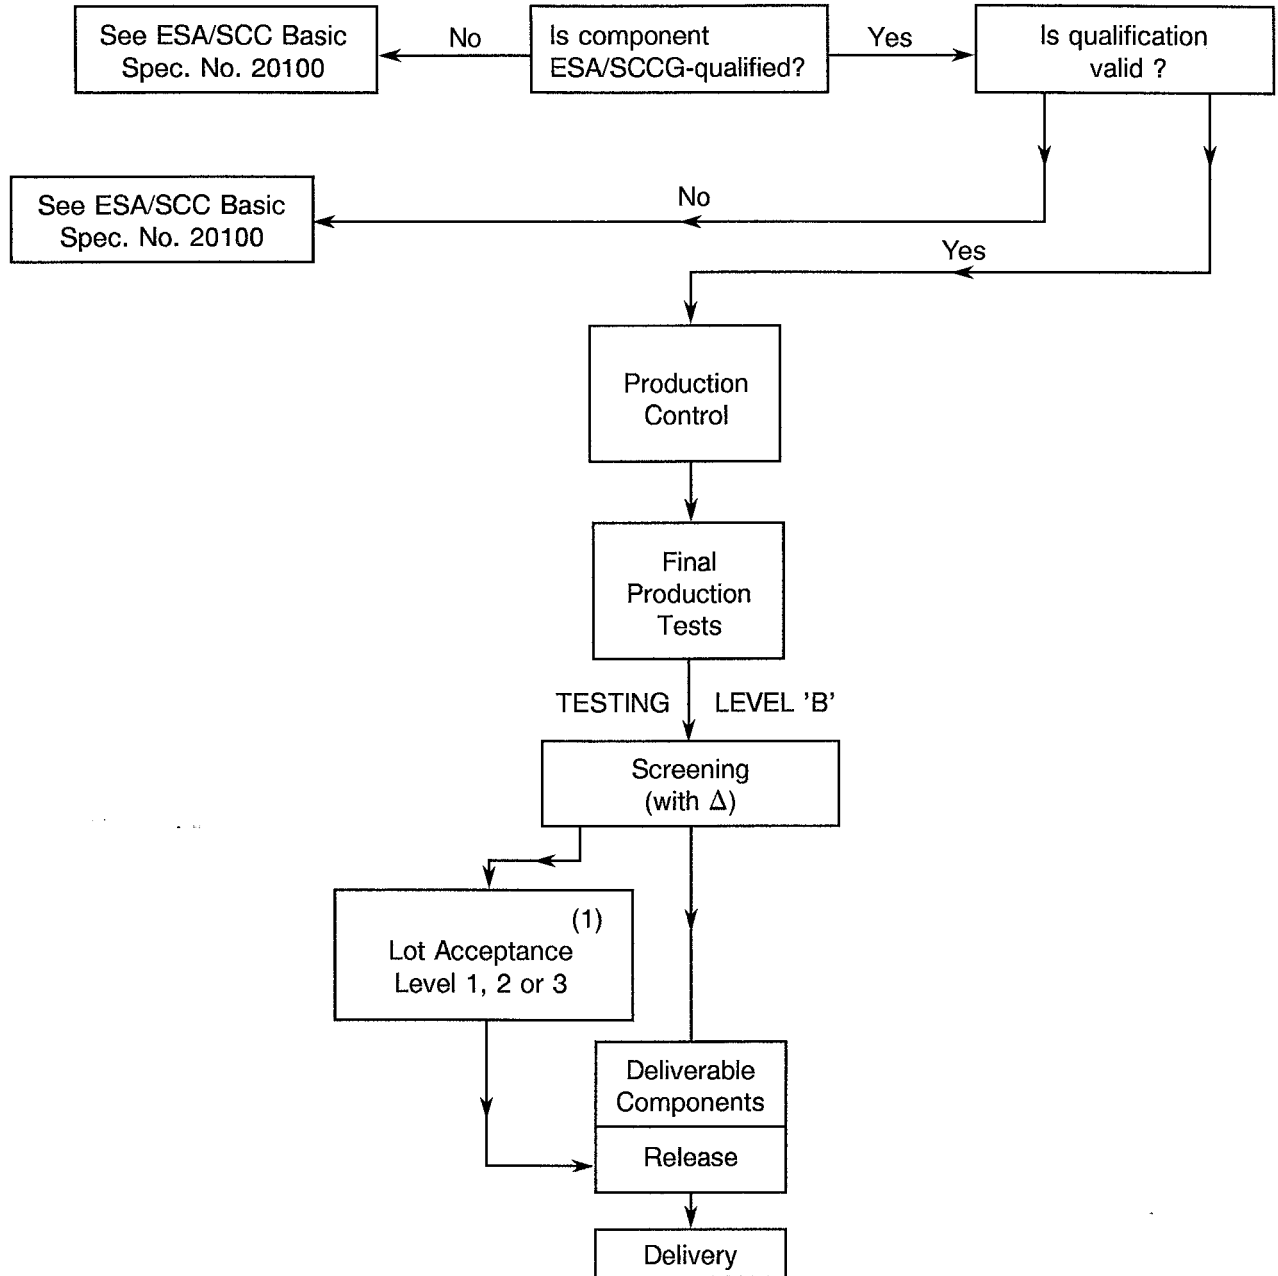 See ESA/SCC Basic
Spec. No. 20100
No
Is component
ESA/SCCG-qualified?
Yes
Is qualification
valid ?
See ESA/SCC Basic
Spec. No. 20100
No
Yes
Production
Control
Final
Production
Tests
TESTING LEVEL 'B'
Screening
(with Δ)
(1)
Lot Acceptance
Level 1, 2 or 3
Deliverable
Components
Release
Delivery